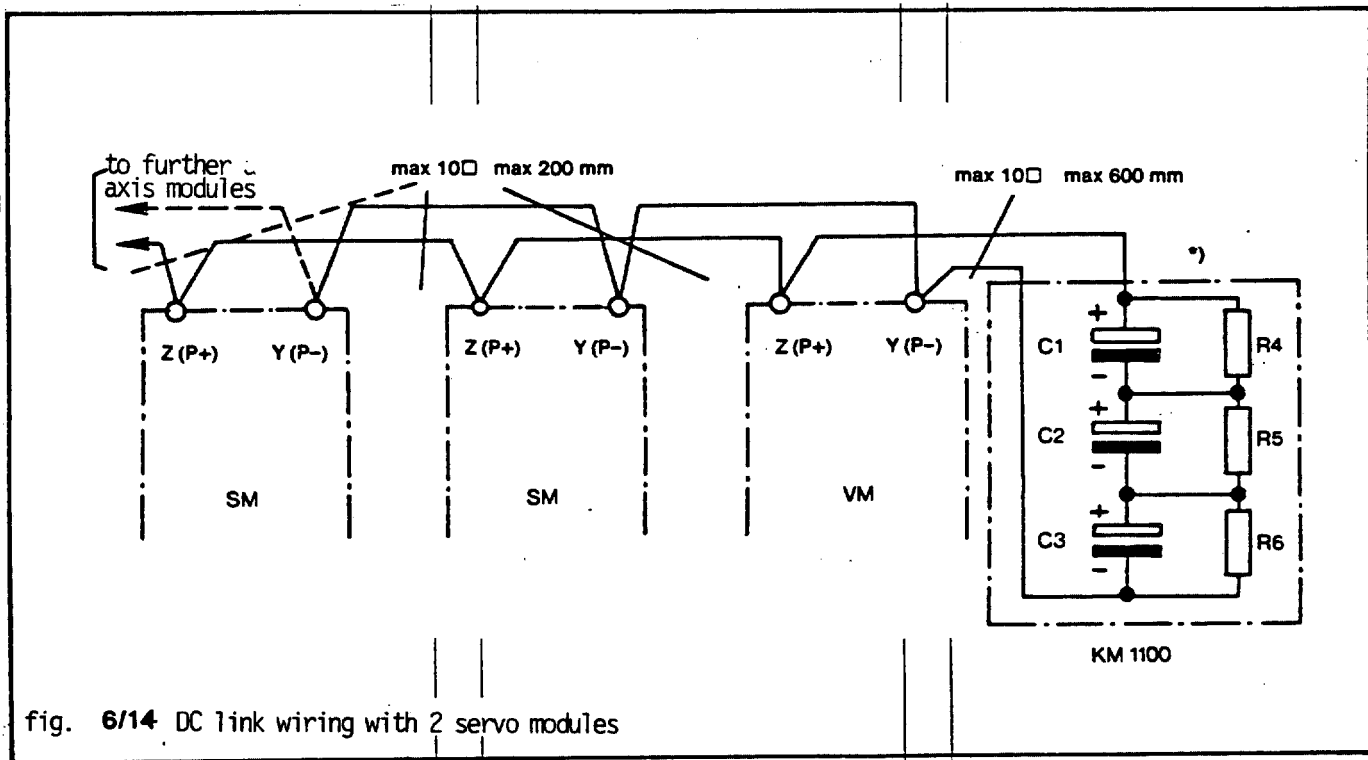 to further
axis modules
max 10□ max 200 mm
max 10□ max 600 mm
*)
Z (P+) Y (P-) Z (P+) Y (P-) Z (P+) Y (P-)
+
C1 R4
-
+
C2 R5
-
+
C3 R6
-
SM SM VM
KM 1100
fig. 6/14 DC link wiring with 2 servo modules